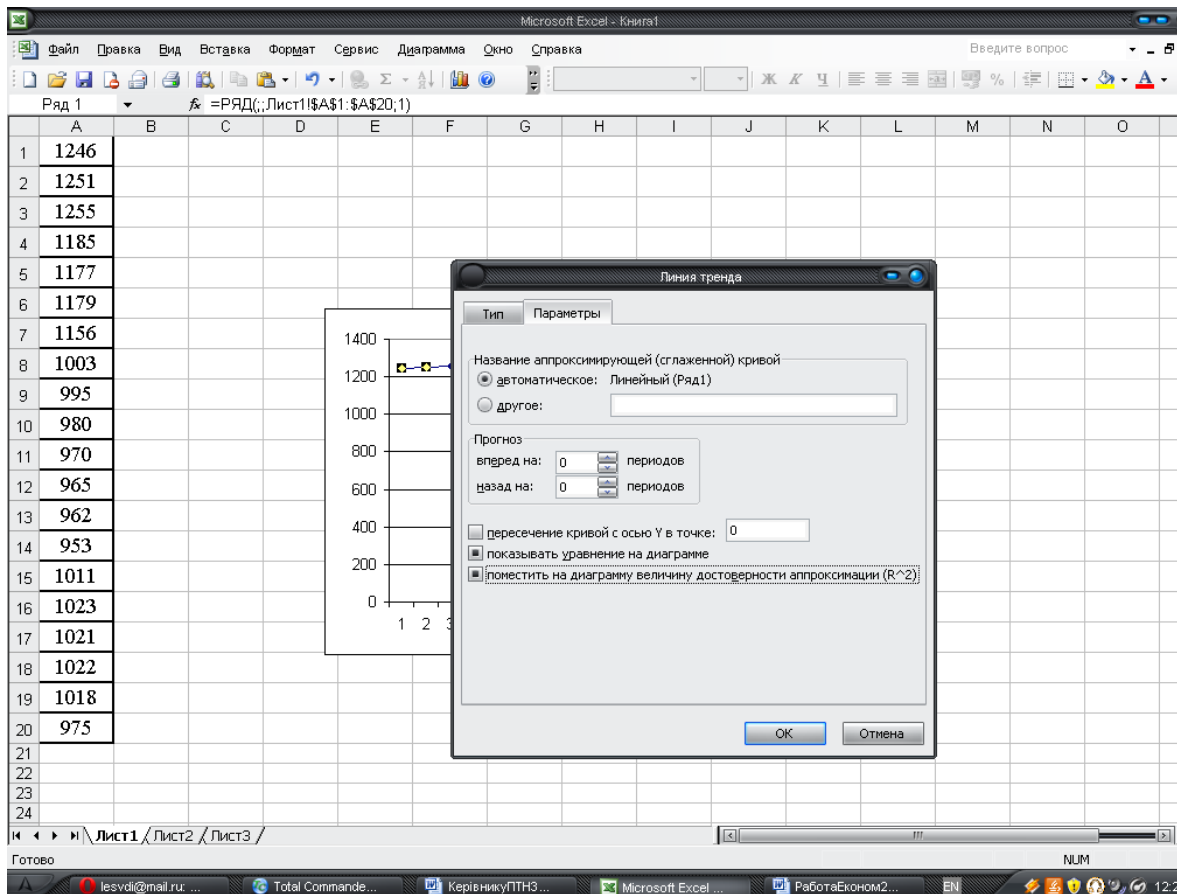 Microsoft Excel - Книга1
Файл Правка Вид Вставка Формат Сервис Диаграмма Окно Справка Введите вопрос
Ж К Ч %
Ряд 1 fx =РЯД(;;Лист1!$A$1:$A$20;1)
A B C D E F G H I J K L M N O
1 1246
2 1251
3 1255
4 1185
5 1177
6 1179
7 1156
8 1003
9 995
10 980
11 970
12 965
13 962
14 953
15 1011
16 1023
17 1021
18 1022
19 1018
20 975
21
22
23
24
1400
1200
1000
800
600
400
200
0
1 2 3
Линия тренда
Тип Параметры
Название аппроксимирующей (сглаженной) кривой
автоматическое: Линейный (Ряд1)
другое:
Прогноз
вперед на: 0 периодов
назад на: 0 периодов
пересечение кривой с осью Y в точке: 0
показывать уравнение на диаграмме
поместить на диаграмму величину достоверности аппроксимации (R^2)
OK Отмена
Лист1 Лист2 Лист3
Готово NUM
lesvdi@mail.ru: ... Total Commande... КерівникуПТНЗ... Microsoft Excel ... РаботаЕконом2... EN 12:2